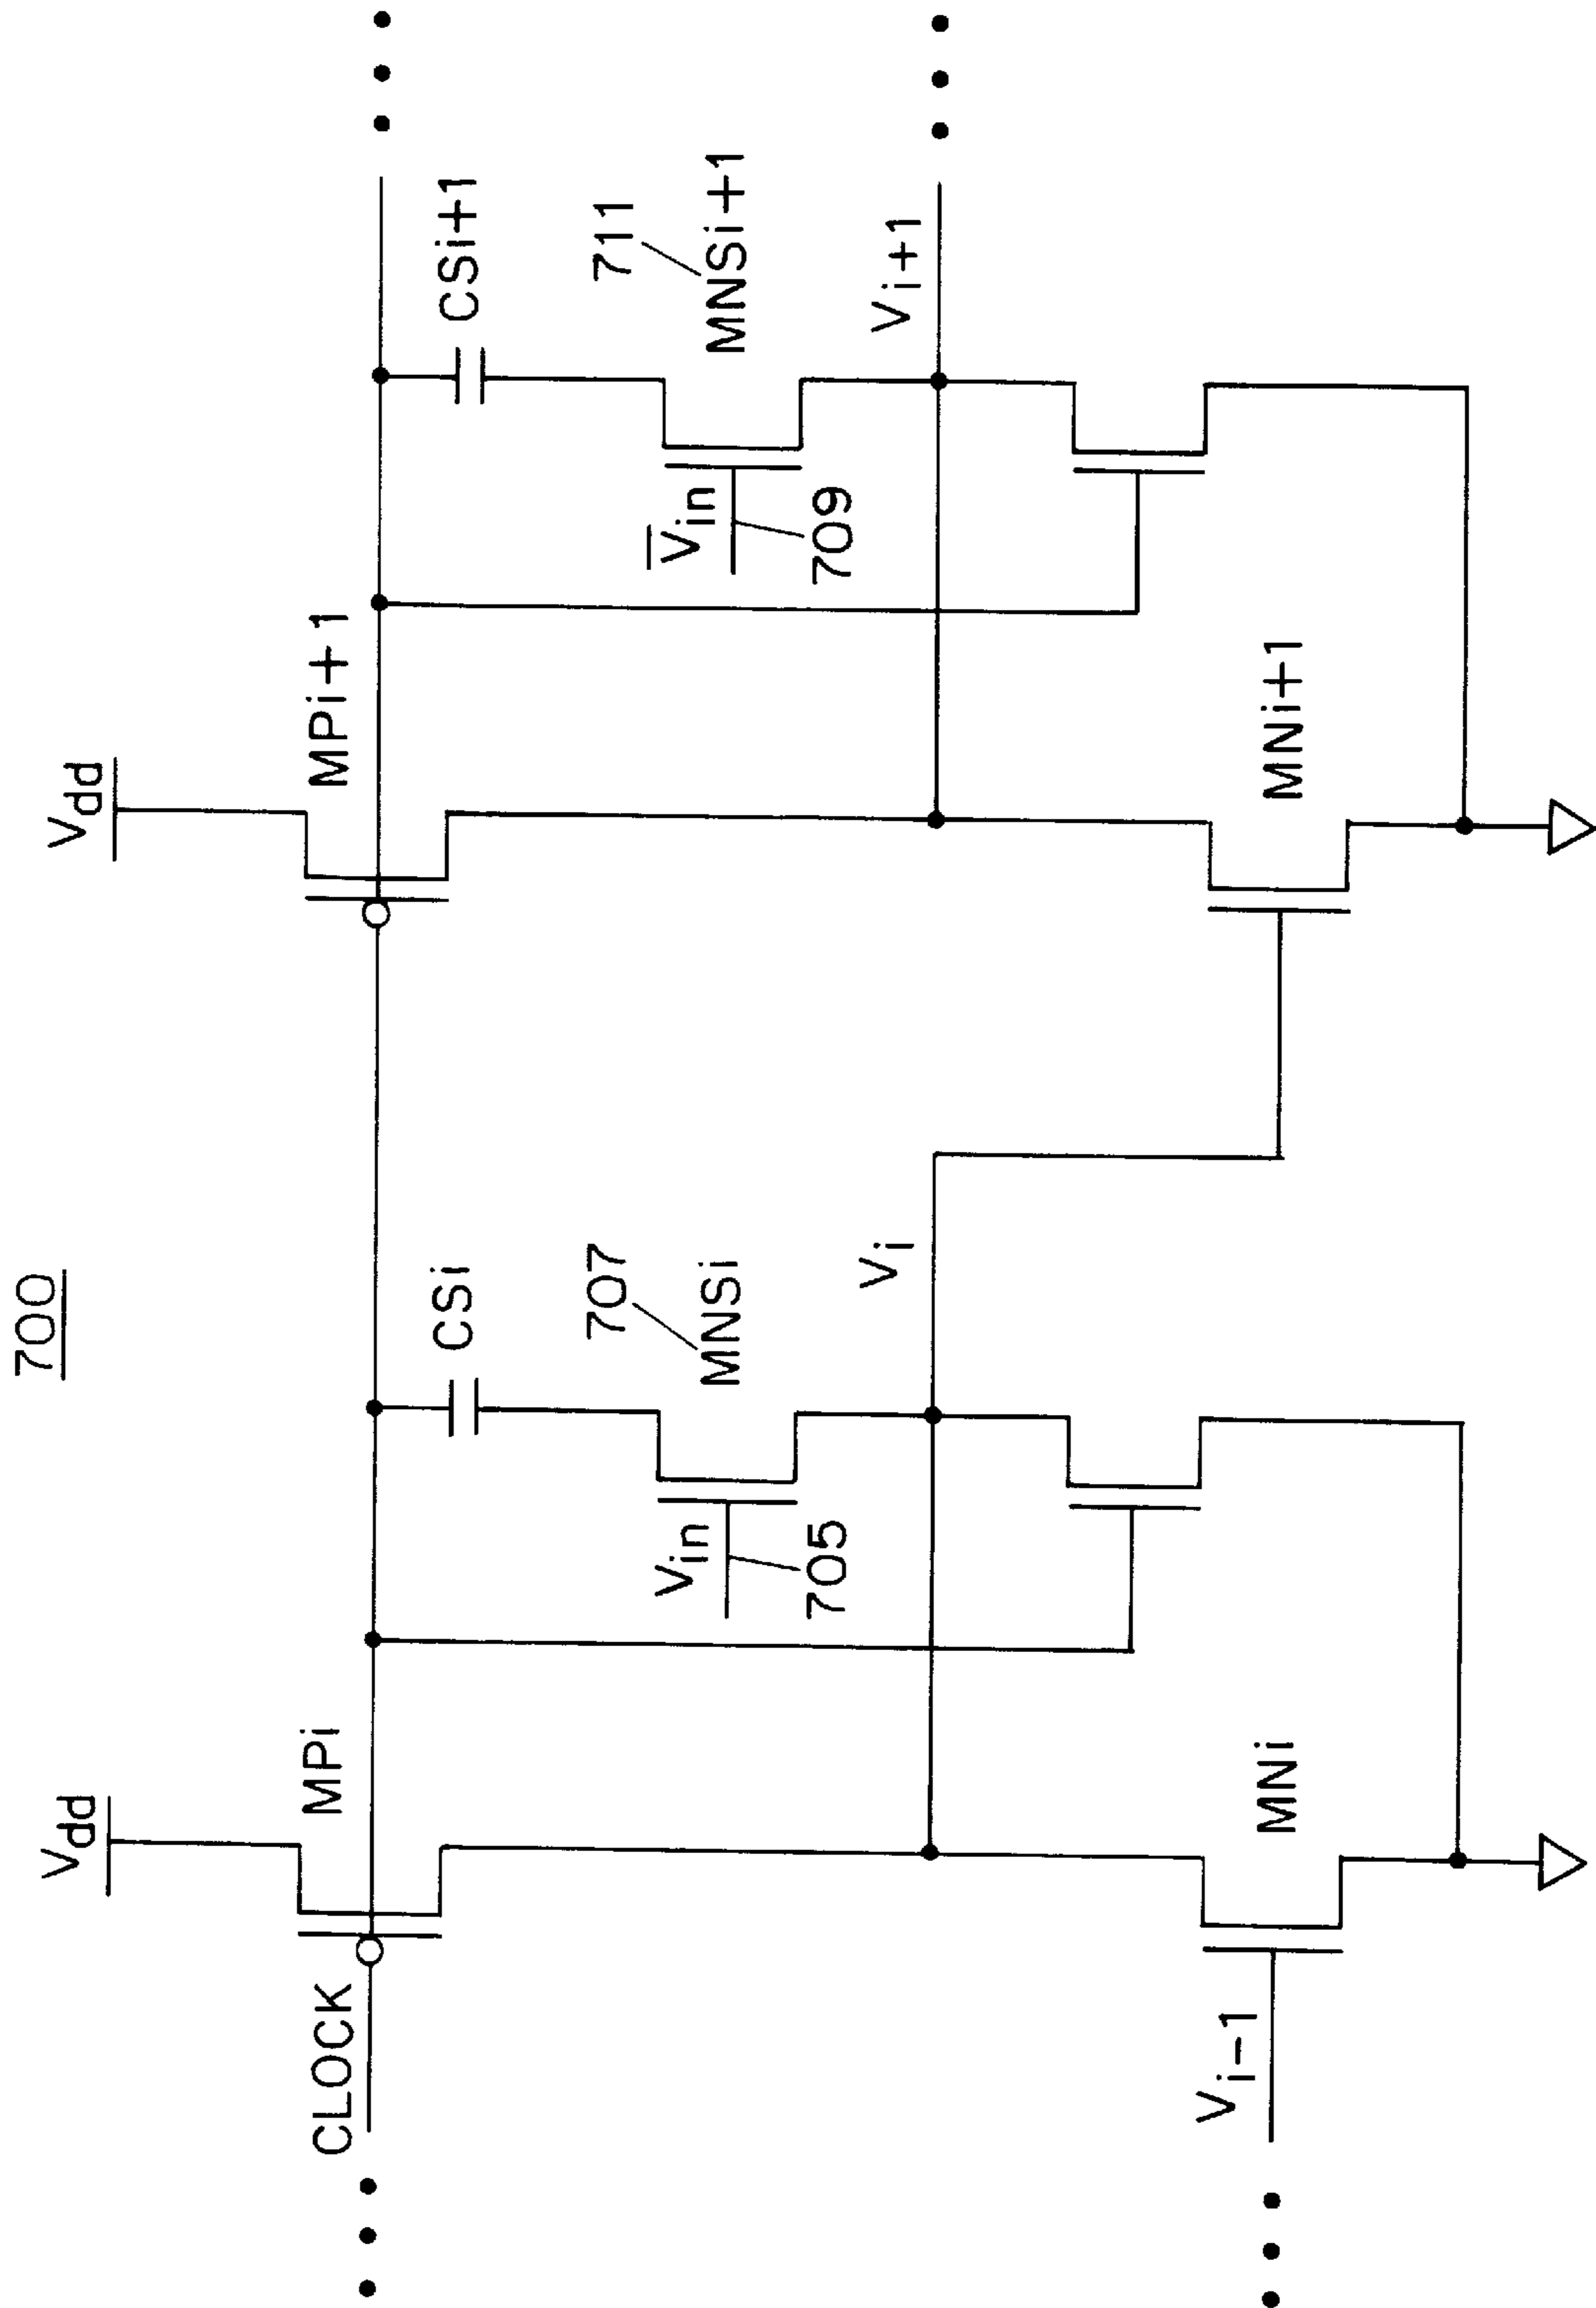 700
Vdd
Vdd
CLOCK
MPi
MPi+1
CSi
CSi+1
707
711
MNSi
MNSi+1
Vin
V̅in
705
709
Vi
Vi+1
Vi−1
MNi
MNi+1